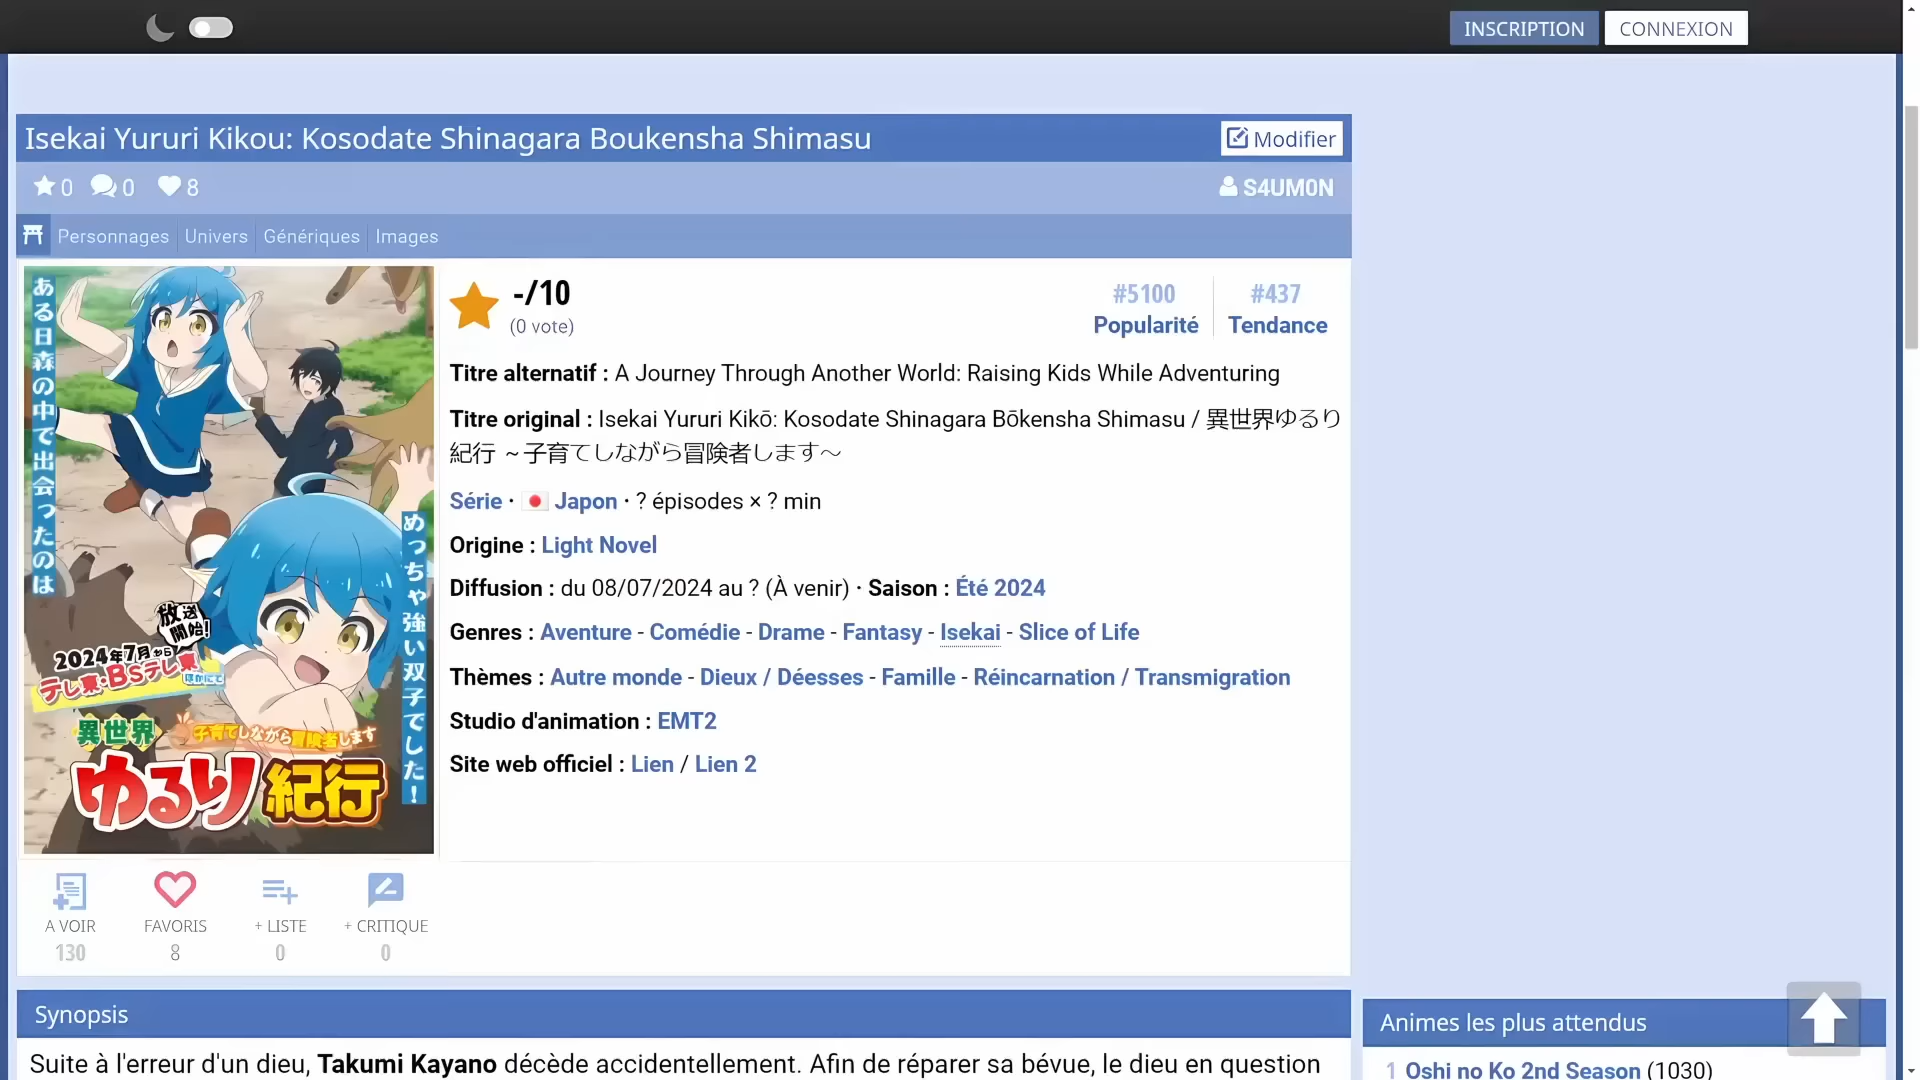 INSCRIPTION CONNEXION
Isekai Yururi Kikou: Kosodate Shinagara Boukensha Shimasu
Modifier
0 0 8
S4UM0N
Personnages Univers Génériques Images
ある日森の中で出会ったのは
めっちゃ強い双子でした!
放送
開始!
2024年7月から
テレ東・BSテレ東
ほかにて
異世界
子育てしながら冒険者します
ゆるり紀行
-/10
(0 vote)
#5100
Popularité
#437
Tendance
Titre alternatif : A Journey Through Another World: Raising Kids While Adventuring
Titre original : Isekai Yururi Kikō: Kosodate Shinagara Bōkensha Shimasu / 異世界ゆるり
紀行 ～子育てしながら冒険者します〜
Série · Japon · ? épisodes × ? min
Origine : Light Novel
Diffusion : du 08/07/2024 au ? (À venir) · Saison : Été 2024
Genres : Aventure - Comédie - Drame - Fantasy - Isekai - Slice of Life
Thèmes : Autre monde - Dieux / Déesses - Famille - Réincarnation / Transmigration
Studio d'animation : EMT2
Site web officiel : Lien / Lien 2
A VOIR
130
FAVORIS
8
+ LISTE
0
+ CRITIQUE
0
Synopsis
Suite à l'erreur d'un dieu, Takumi Kayano décède accidentellement. Afin de réparer sa bévue, le dieu en question
Animes les plus attendus
1 Oshi no Ko 2nd Season (1030)